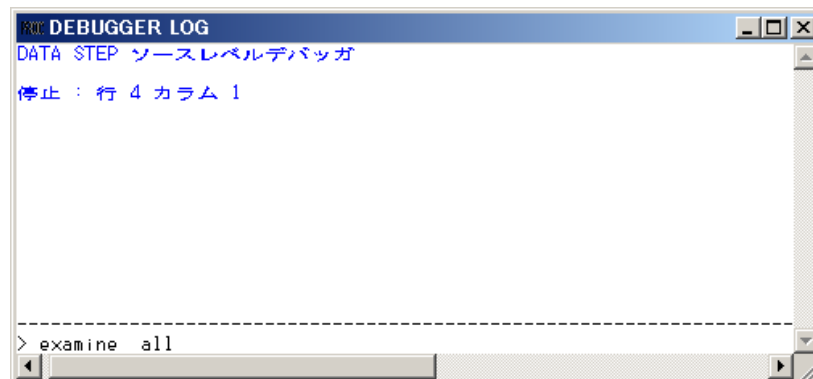 DEBUGGER LOG
DATA STEP ソースレベルデバッガ
停止 : 行 4 カラム 1
> examine all